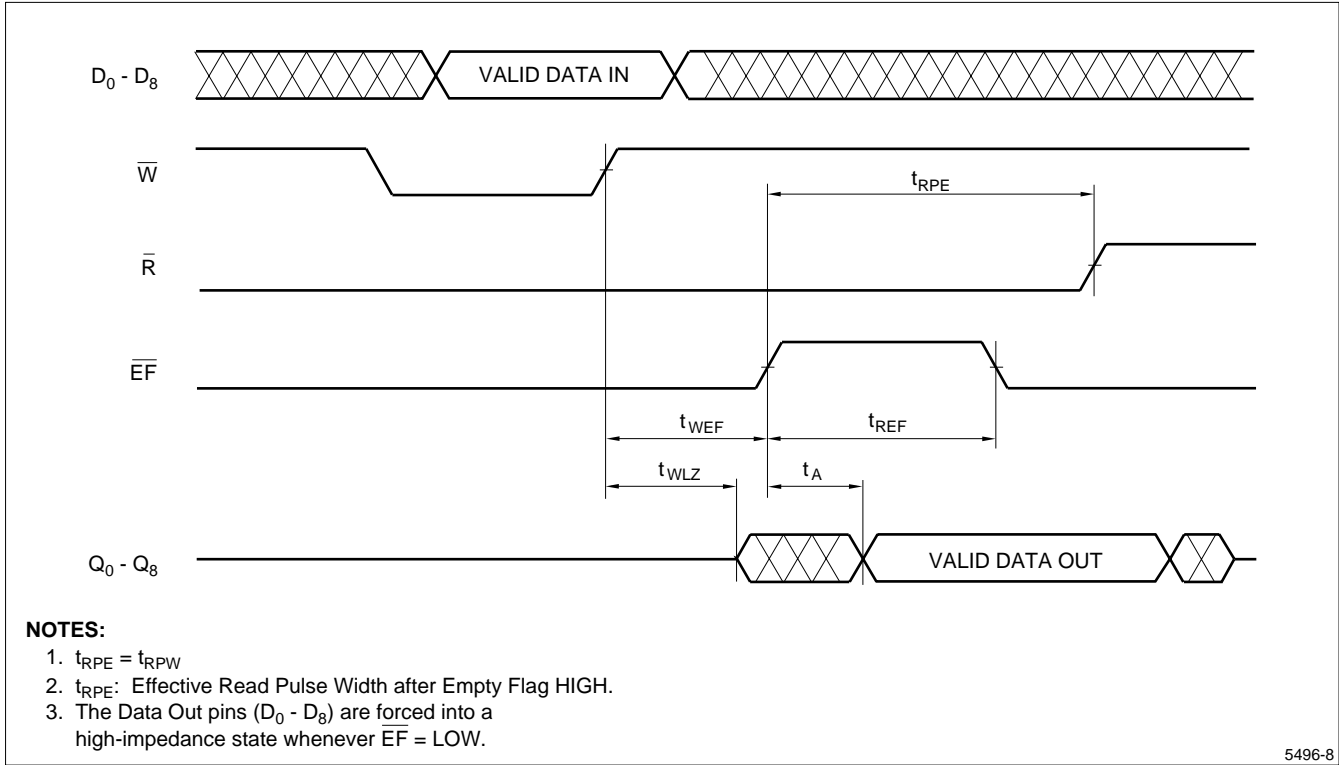 D0 - D8
VALID DATA IN
W̅
tRPE
R̅
E̅F̅
tWEF
tREF
tWLZ
tA
Q0 - Q8
VALID DATA OUT
NOTES:
1. tRPE = tRPW
2. tRPE: Effective Read Pulse Width after Empty Flag HIGH.
3. The Data Out pins (D0 - D8) are forced into a
high-impedance state whenever E̅F̅ = LOW.
5496-8